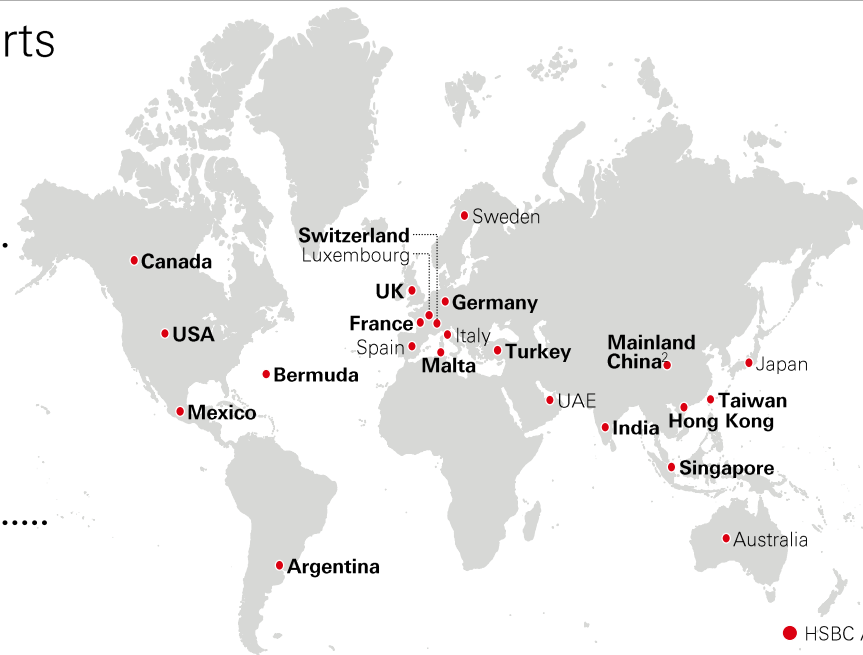 rts
Sweden
Switzerland
Luxembourg
Canada
UK
Germany
France
USA
Italy
Spain
Turkey
Malta
Mainland
China2
Japan
Bermuda
UAE
Taiwan
Mexico
Hong Kong
India
Singapore
Australia
Argentina
HSBC